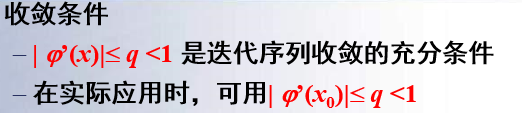 收敛条件
– | φ’(x)|≤ q <1 是迭代序列收敛的充分条件
– 在实际应用时，可用| φ’(x₀)|≤ q <1